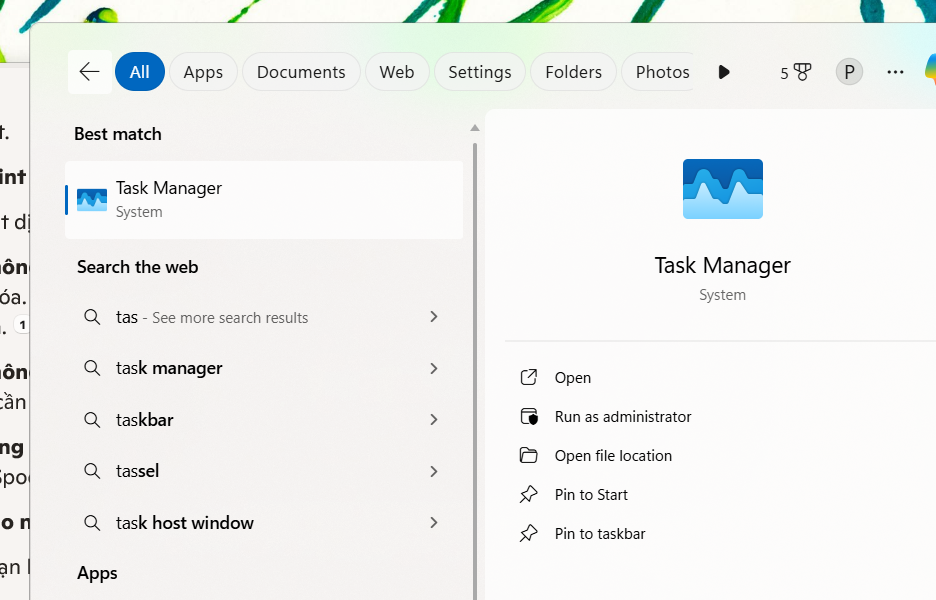 All
Apps
Documents
Web
Settings
Folders
Photos
5
P
Best match
Task Manager
System
Search the web
tas - See more search results
task manager
taskbar
tassel
task host window
Apps
Task Manager
System
Open
Run as administrator
Open file location
Pin to Start
Pin to taskbar
1